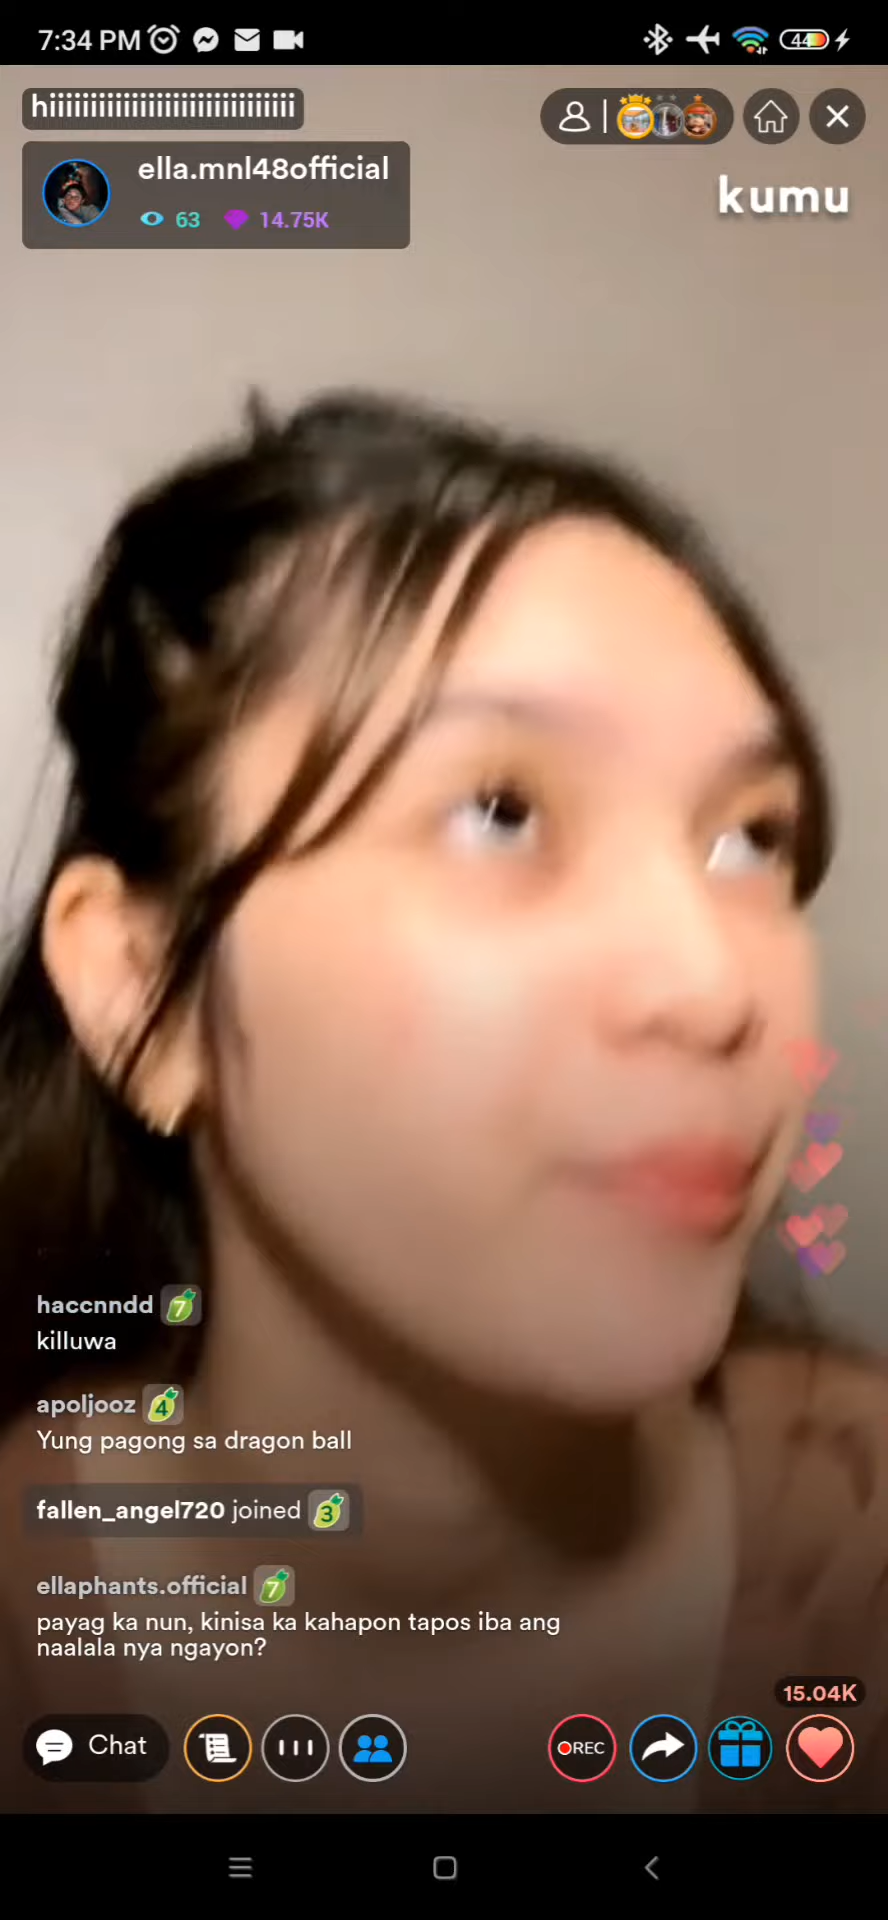 7:34 PM
44
hiiiiiiiiiiiiiiiiiiiiiiiiiiiii
ella.mnl48official
63 14.75K
kumu
haccnndd 7
killuwa
apoljooz 4
Yung pagong sa dragon ball
fallen_angel720 joined 3
ellaphants.official 7
payag ka nun, kinisa ka kahapon tapos iba ang
naalala nya ngayon?
15.04K
Chat
REC